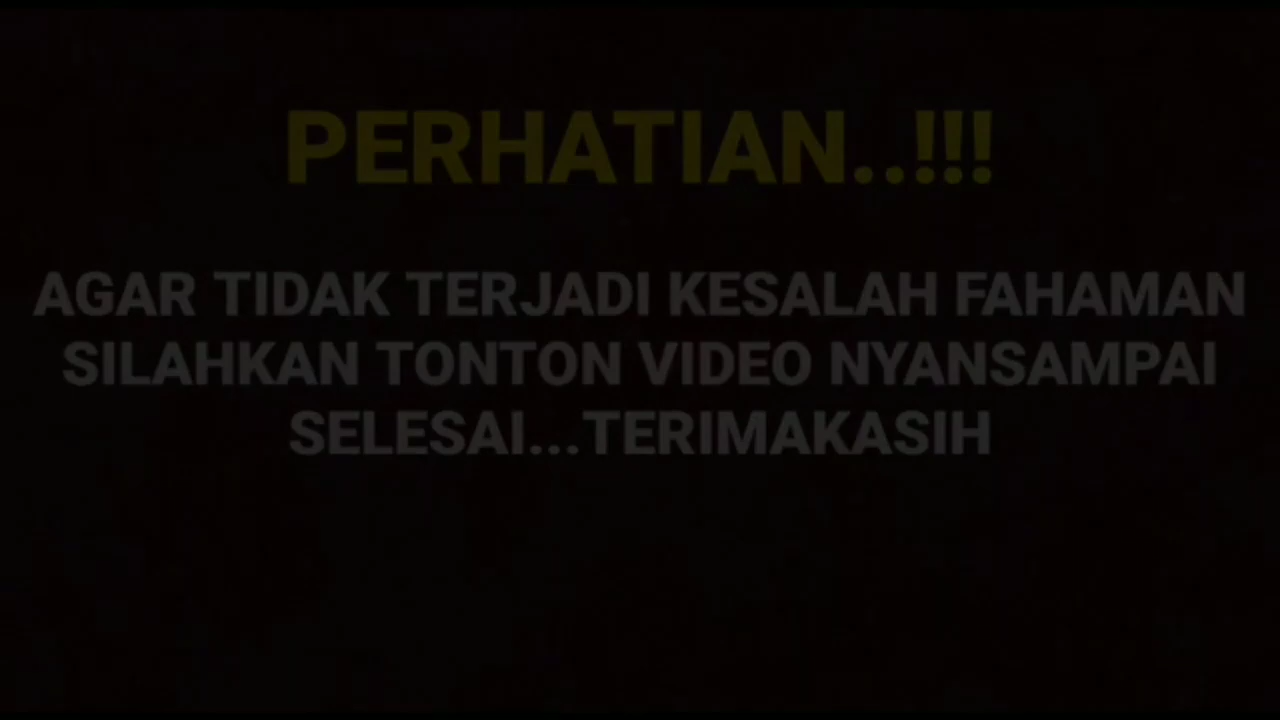 PERHATIAN..!!!
AGAR TIDAK TERJADI KESALAH FAHAMAN
SILAHKAN TONTON VIDEO NYANSAMPAI
SELESAI...TERIMAKASIH